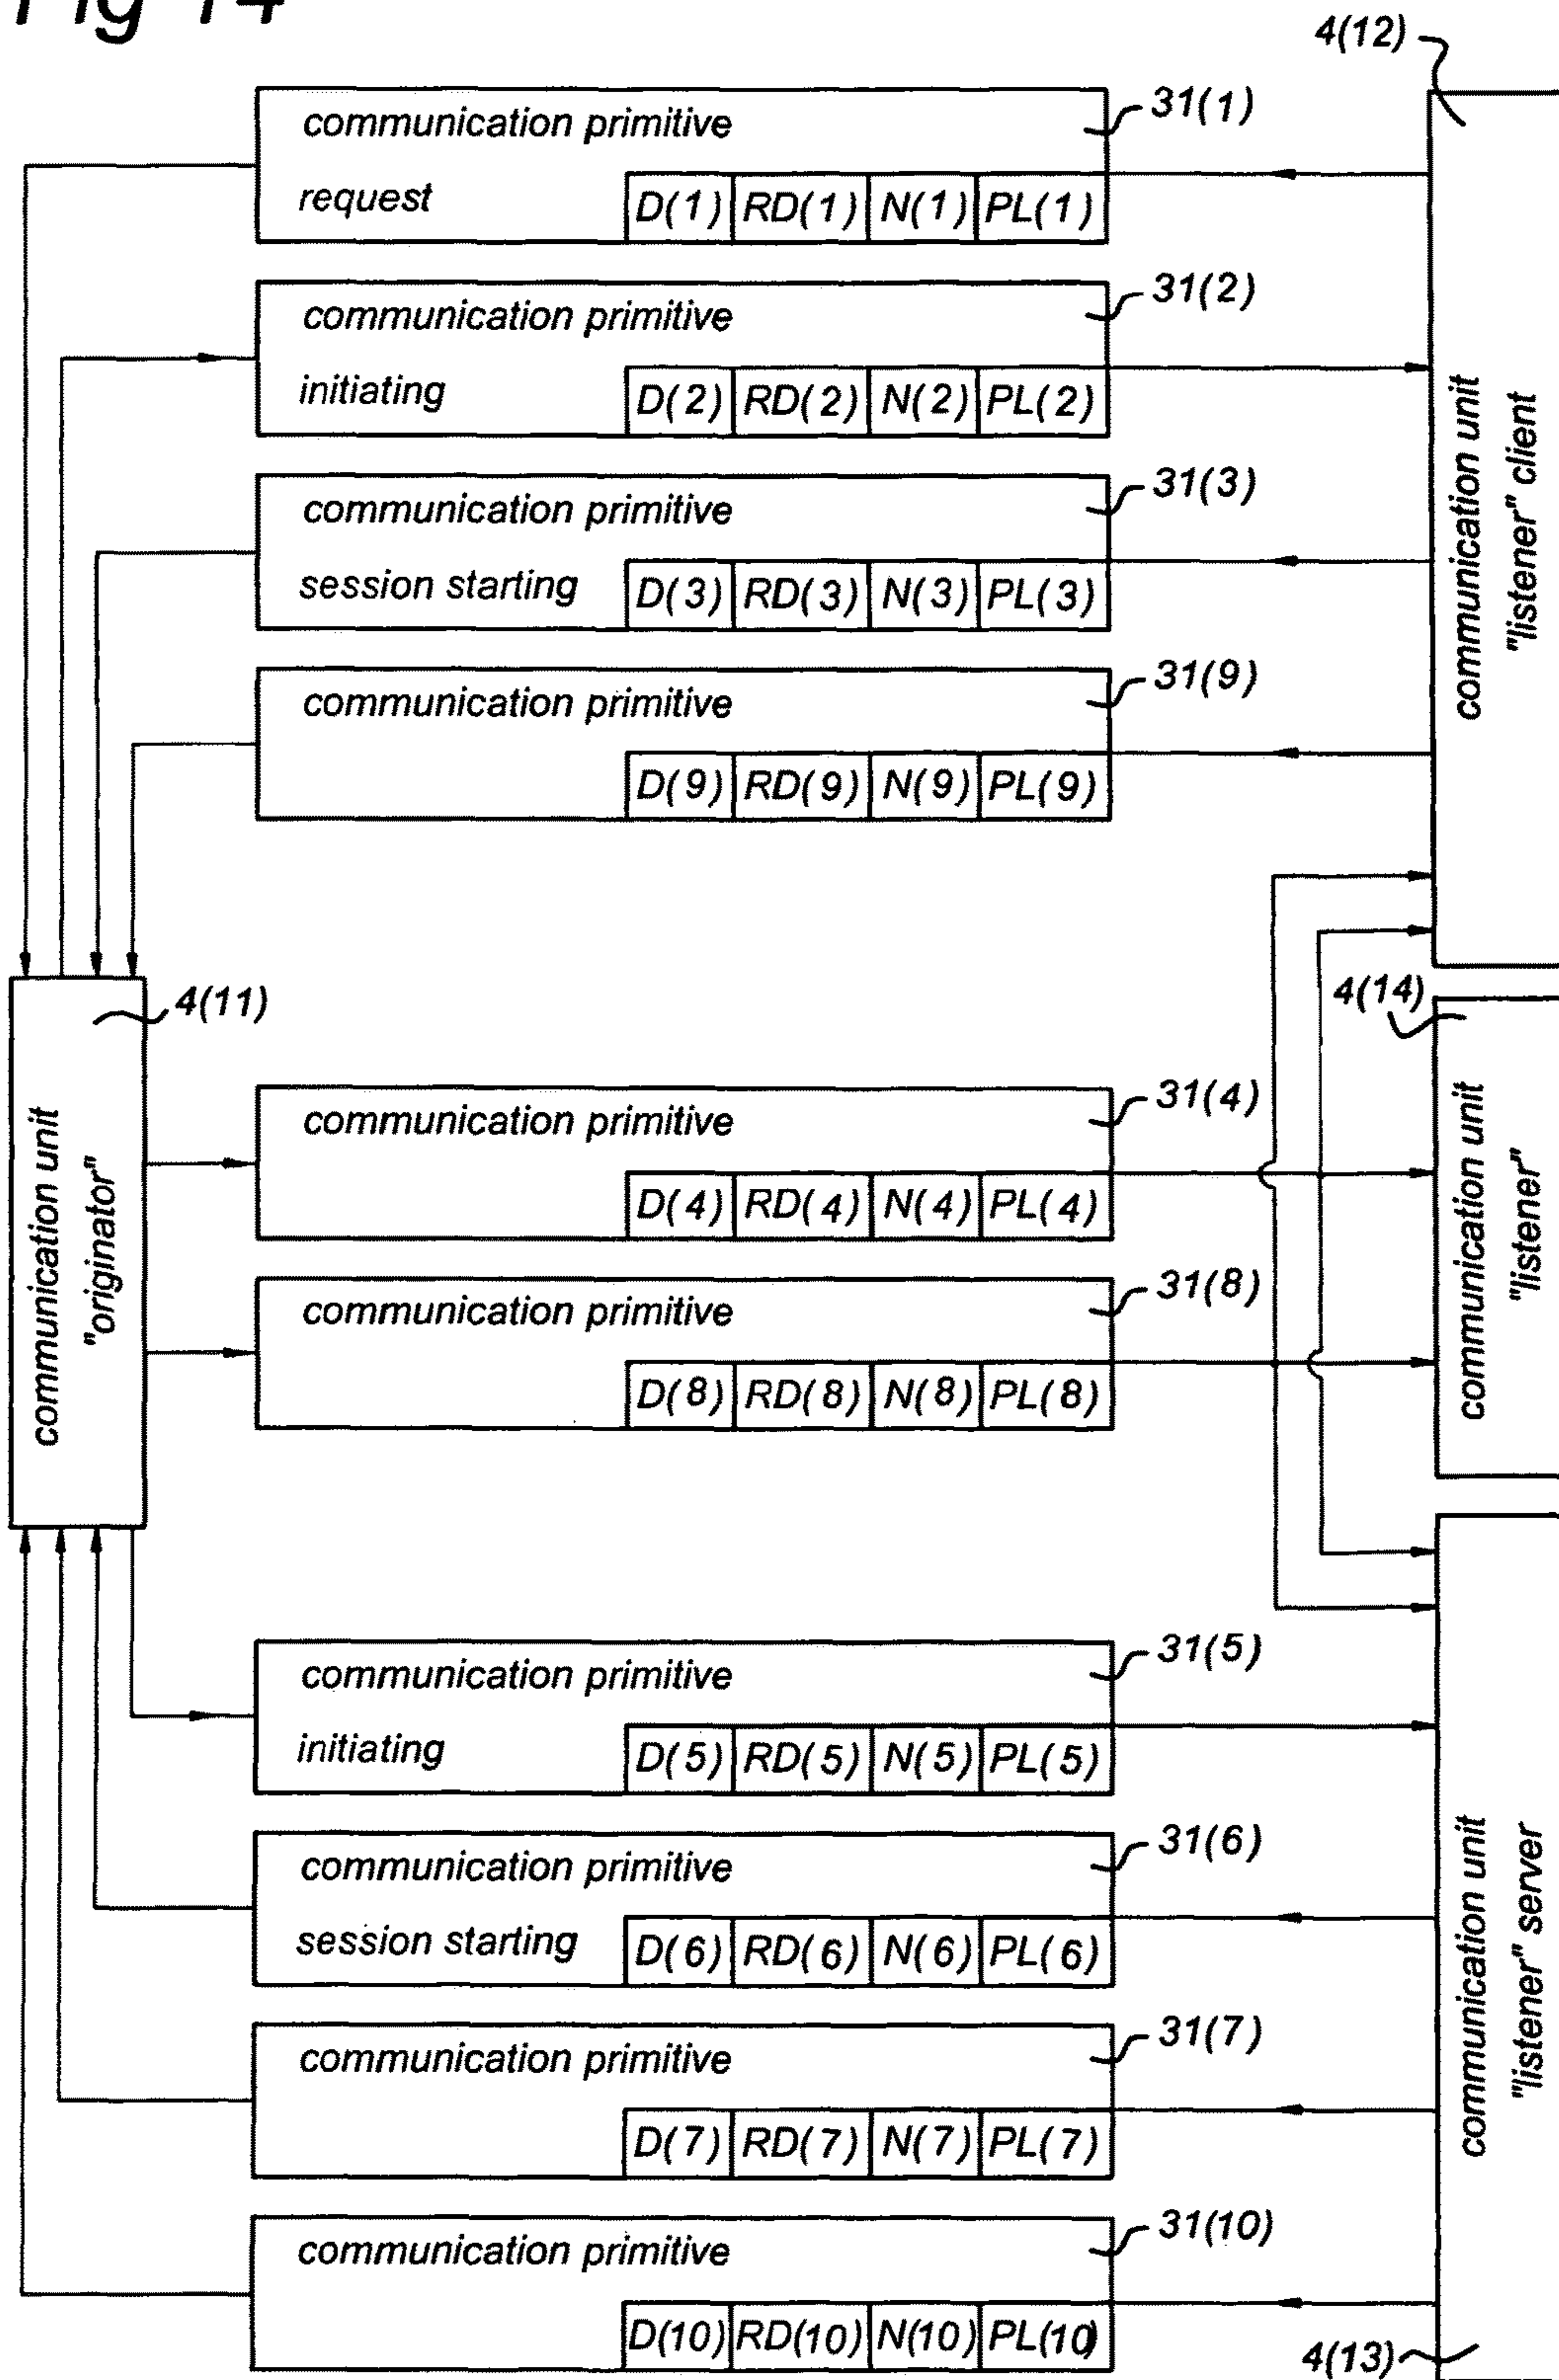 Fig 14
4(12)
communication primitive
31(1)
request
D(1) RD(1) N(1) PL(1)
communication primitive
31(2)
initiating
D(2) RD(2) N(2) PL(2)
communication primitive
31(3)
session starting
D(3) RD(3) N(3) PL(3)
communication primitive
31(9)
D(9) RD(9) N(9) PL(9)
communication unit
"listener" client
4(11)
communication unit
"originator"
4(14)
communication primitive
31(4)
D(4) RD(4) N(4) PL(4)
communication primitive
31(8)
D(8) RD(8) N(8) PL(8)
communication unit
"listener"
communication primitive
31(5)
initiating
D(5) RD(5) N(5) PL(5)
communication primitive
31(6)
session starting
D(6) RD(6) N(6) PL(6)
communication primitive
31(7)
D(7) RD(7) N(7) PL(7)
communication primitive
31(10)
D(10) RD(10) N(10) PL(10)
communication unit
"listener" server
4(13)